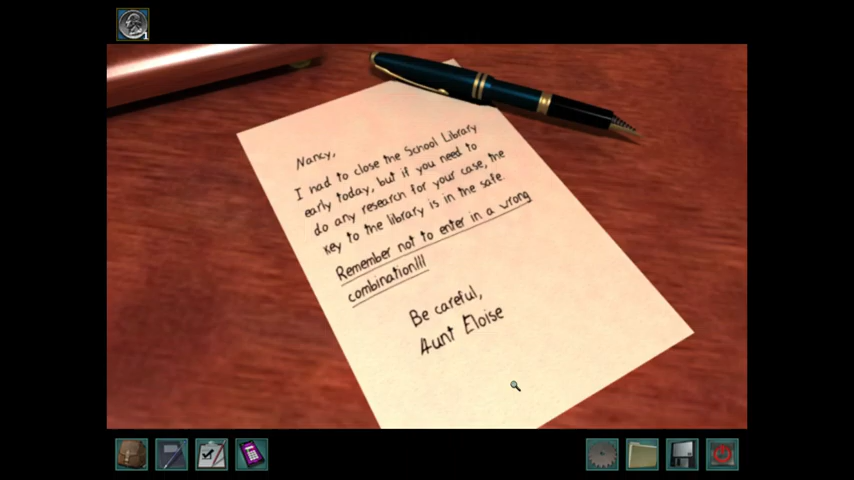 1
Nancy,
I had to close the School Library
early today, but if you need to
do any research for your case, the
key to the library is in the safe.
Remember not to enter in a wrong
combination!!!
Be careful,
Aunt Eloise